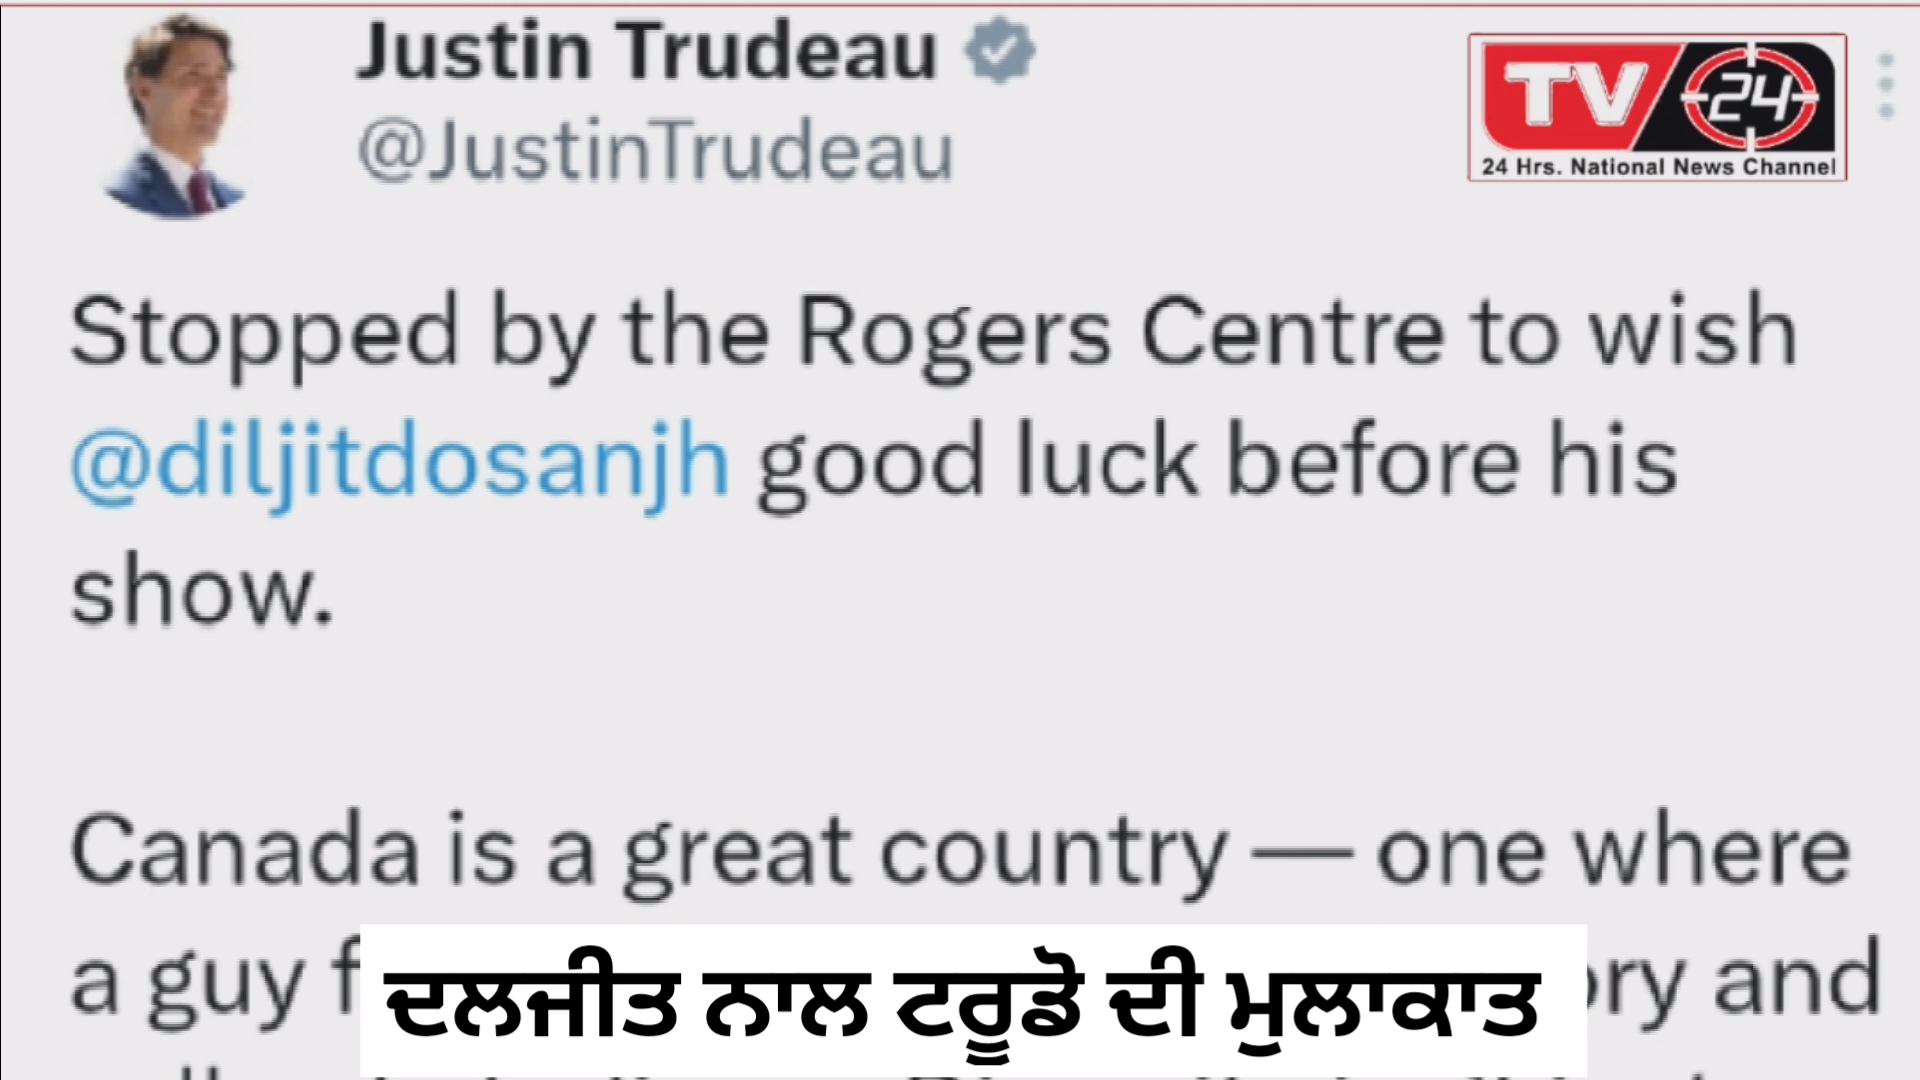 Justin Trudeau
@JustinTrudeau
TV 24
24 Hrs. National News Channel
Stopped by the Rogers Centre to wish
@diljitdosanjh good luck before his
show.
Canada is a great country — one where
a guy and
ਦਲਜੀਤ ਨਾਲ ਟਰੂਡੋ ਦੀ ਮੁਲਾਕਾਤ